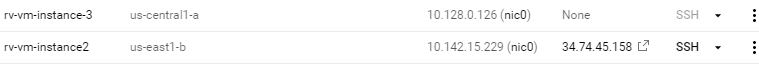 rv-vm-instance-3 us-central1-a 10.128.0.126 (nic0) None SSH
rv-vm-instance2 us-east1-b 10.142.15.229 (nic0) 34.74.45.158 SSH